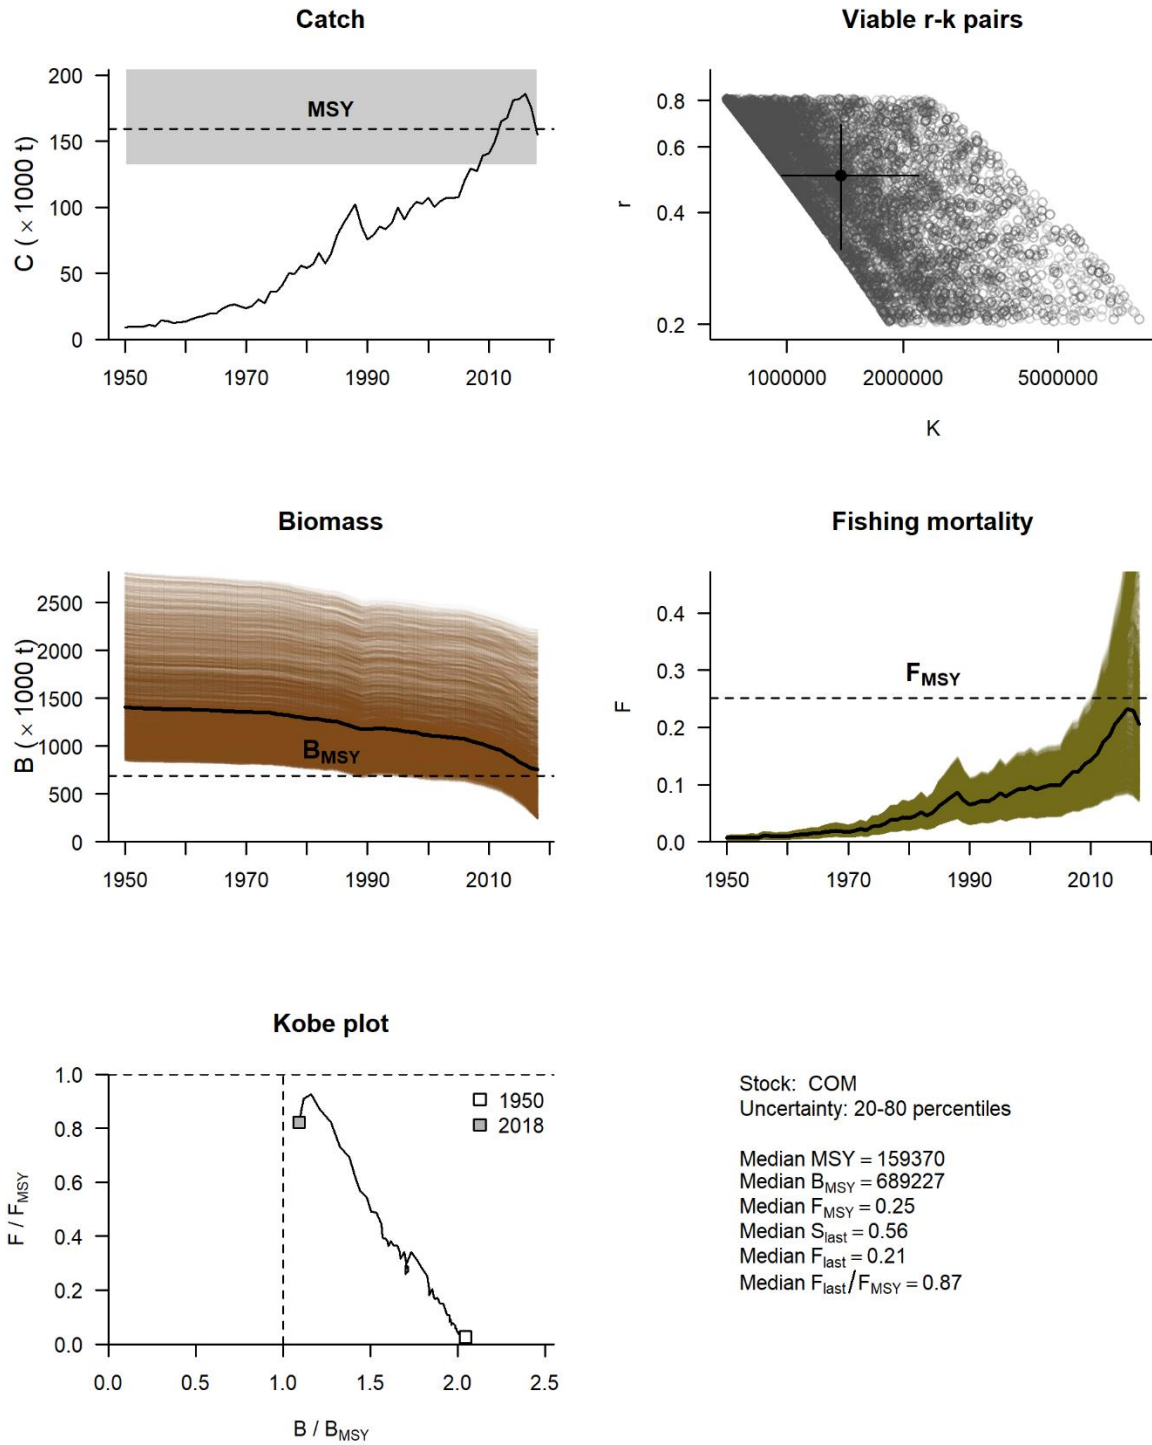 Catch
C ( × 1000 t)
200
150
100
50
0
MSY
1950 1970 1990 2010
Viable r-k pairs
r
0.8
0.6
0.4
0.2
1000000 2000000 5000000
K
Biomass
B ( × 1000 t)
2500
2000
1500
1000
500
0
BMSY
1950 1970 1990 2010
Fishing mortality
F
0.4
0.3
0.2
0.1
0.0
FMSY
1950 1970 1990 2010
Kobe plot
F / FMSY
1.0
0.8
0.6
0.4
0.2
0.0
1950
2018
0.0 0.5 1.0 1.5 2.0 2.5
B / BMSY
Stock: COM
Uncertainty: 20-80 percentiles
Median MSY = 159370
Median BMSY = 689227
Median FMSY = 0.25
Median Slast = 0.56
Median Flast = 0.21
Median Flast/FMSY = 0.87